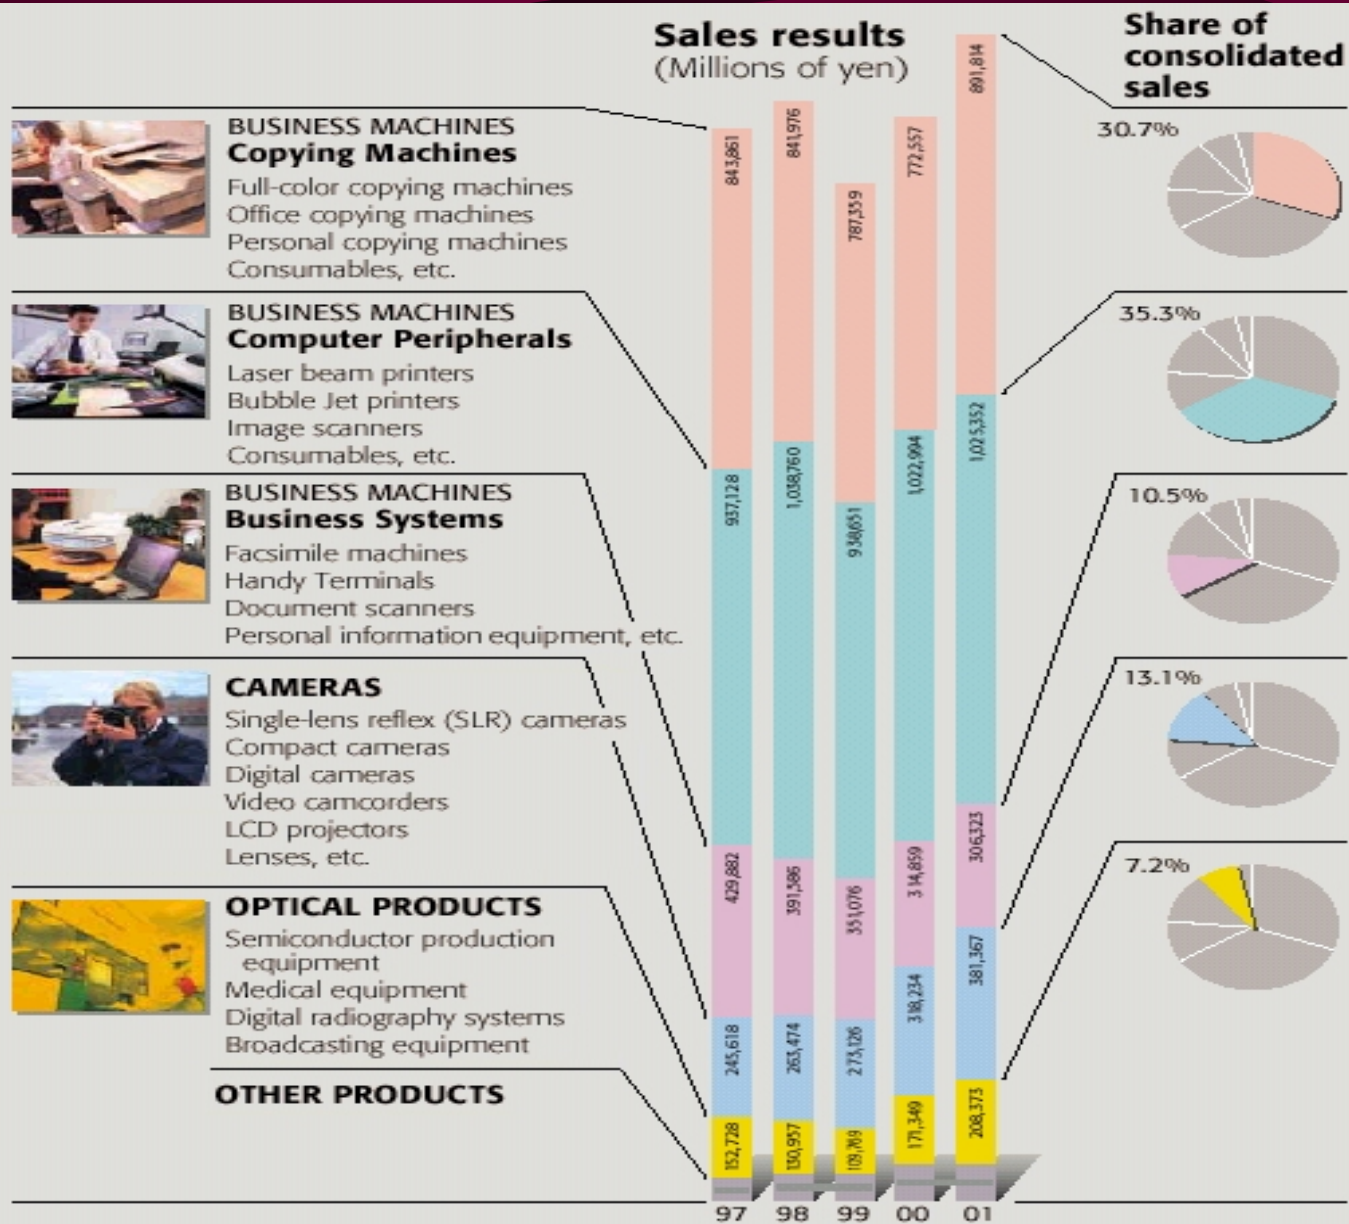 Sales results
(Millions of yen)
Share of
consolidated
sales
BUSINESS MACHINES
Copying Machines
Full-color copying machines
Office copying machines
Personal copying machines
Consumables, etc.
BUSINESS MACHINES
Computer Peripherals
Laser beam printers
Bubble Jet printers
Image scanners
Consumables, etc.
BUSINESS MACHINES
Business Systems
Facsimile machines
Handy Terminals
Document scanners
Personal information equipment, etc.
CAMERAS
Single-lens reflex (SLR) cameras
Compact cameras
Digital cameras
Video camcorders
LCD projectors
Lenses, etc.
OPTICAL PRODUCTS
Semiconductor production
equipment
Medical equipment
Digital radiography systems
Broadcasting equipment
OTHER PRODUCTS
843,861
937,128
429,882
245,618
152,728
97
841,976
1,038,760
391,586
263,474
130,957
98
787,359
938,651
351,076
273,126
109,769
99
772,557
1,022,994
314,859
318,234
171,349
00
891,814
1,025,352
306,323
381,367
208,373
01
30.7%
35.3%
10.5%
13.1%
7.2%